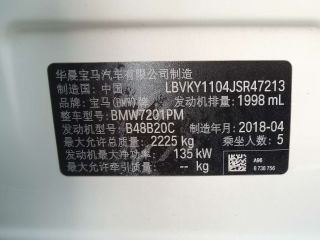 华晨宝马汽车有限公司制造
制造国：中国 LBVKY1104JSR47213
品牌：宝马(BMW)牌 发动机排量：1998 mL
整车型号：BMW7201PM
发动机型号：B48B20C 制造年月：2018-04
最大允许总质量：2225 kg 乘坐人数：5
发动机最大净功率：135 kW A96
最大允许牵引质量：-- kg 8 738 756